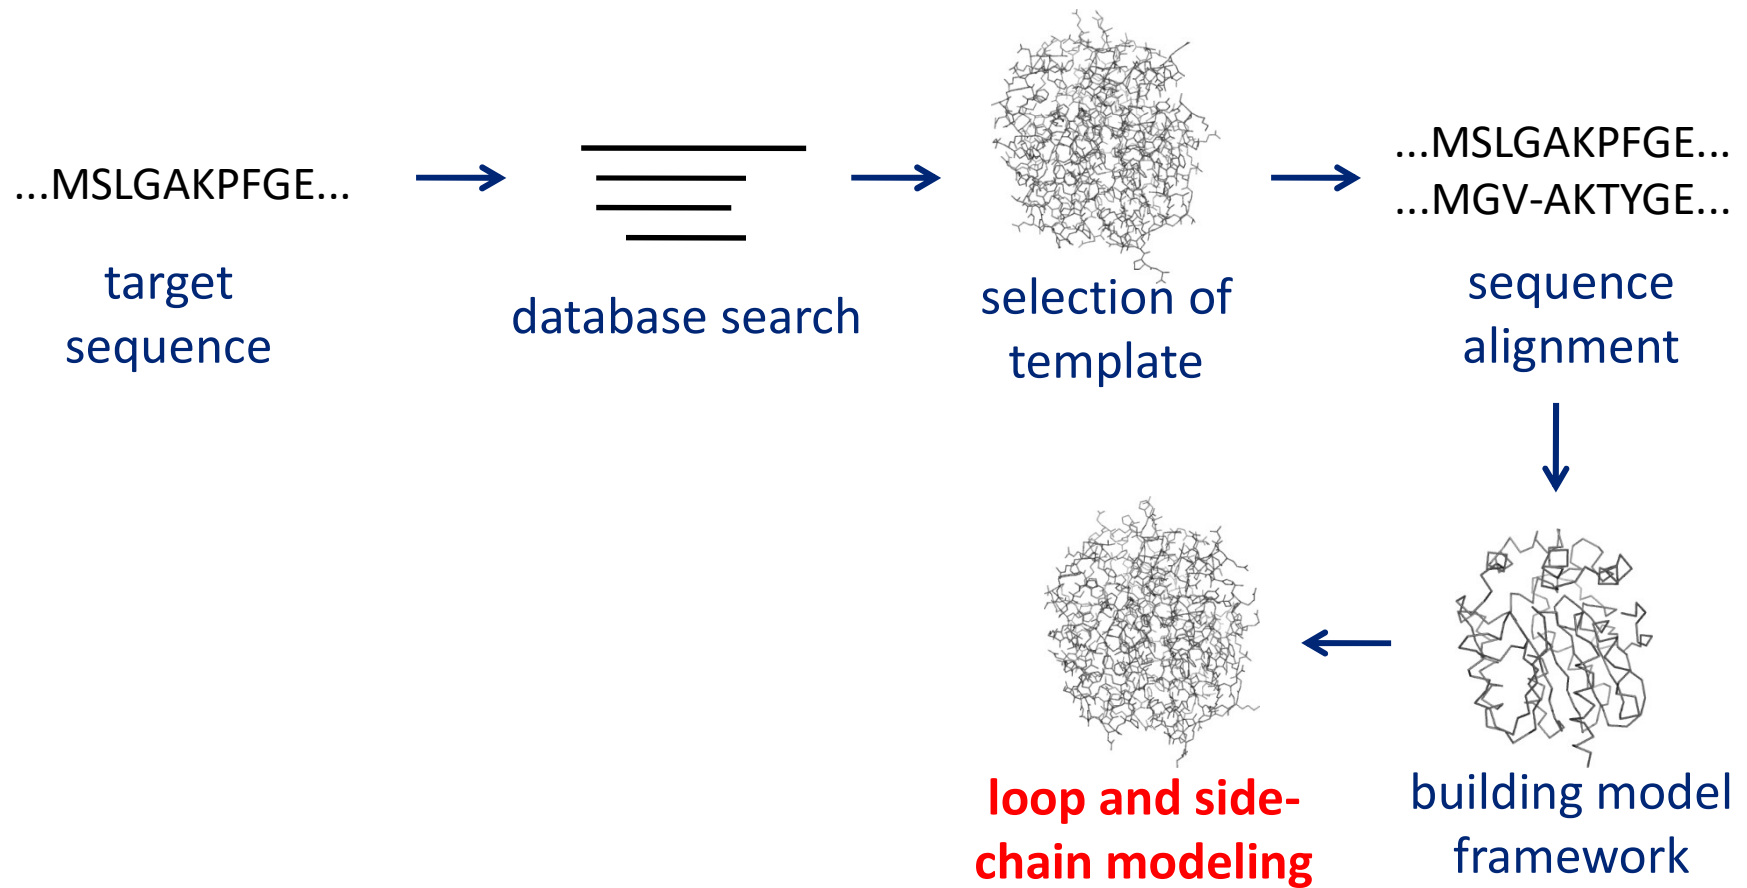 ...MSLGAKPFGE...
target
sequence
database search
selection of
template
...MSLGAKPFGE...
...MGV-AKTYGE...
sequence
alignment
building model
framework
loop and side-
chain modeling